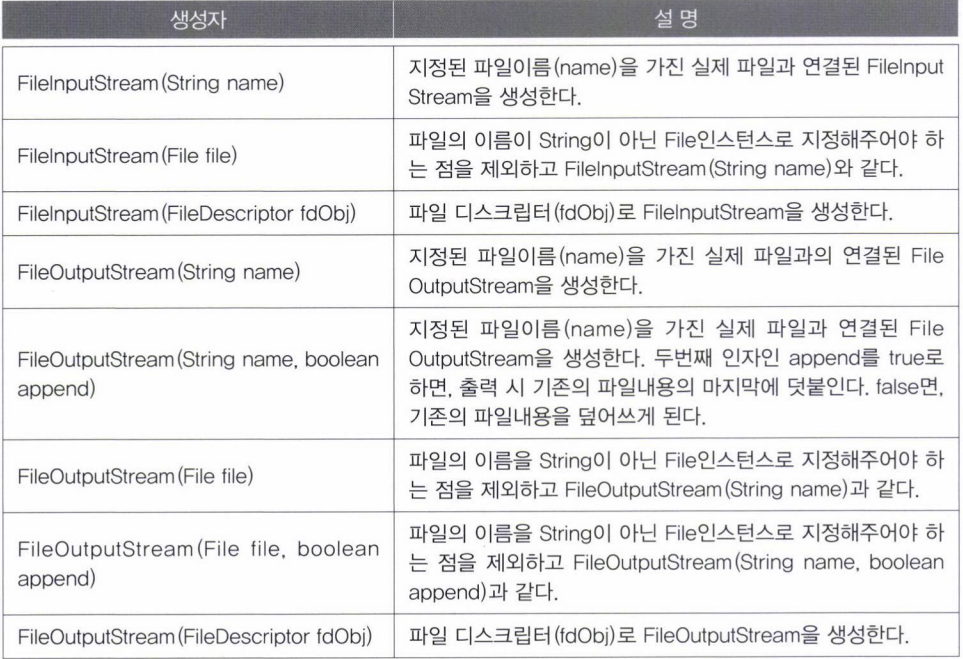 생성자 설 명
FileInputStream(String name)
지정된 파일이름(name)을 가진 실제 파일과 연결된 FileInput
Stream을 생성한다.
FileInputStream(File file)
파일의 이름이 String이 아닌 File인스턴스로 지정해주어야 하
는 점을 제외하고 FileInputStream(String name)와 같다.
FileInputStream(FileDescriptor fdObj)
파일 디스크립터(fdObj)로 FileInputStream을 생성한다.
FileOutputStream(String name)
지정된 파일이름(name)을 가진 실제 파일과의 연결된 File
OutputStream을 생성한다.
FileOutputStream(String name, boolean
append)
지정된 파일이름(name)을 가진 실제 파일과 연결된 File
OutputStream을 생성한다. 두번째 인자인 append를 true로
하면, 출력 시 기존의 파일내용의 마지막에 덧붙인다. false면,
기존의 파일내용을 덮어쓰게 된다.
FileOutputStream(File file)
파일의 이름을 String이 아닌 File인스턴스로 지정해주어야 하
는 점을 제외하고 FileOutputStream(String name)과 같다.
FileOutputStream(File file, boolean
append)
파일의 이름을 String이 아닌 File인스턴스로 지정해주어야 하
는 점을 제외하고 FileOutputStream(String name, boolean
append)과 같다.
FileOutputStream(FileDescriptor fdObj)
파일 디스크립터(fdObj)로 FileOutputStream을 생성한다.